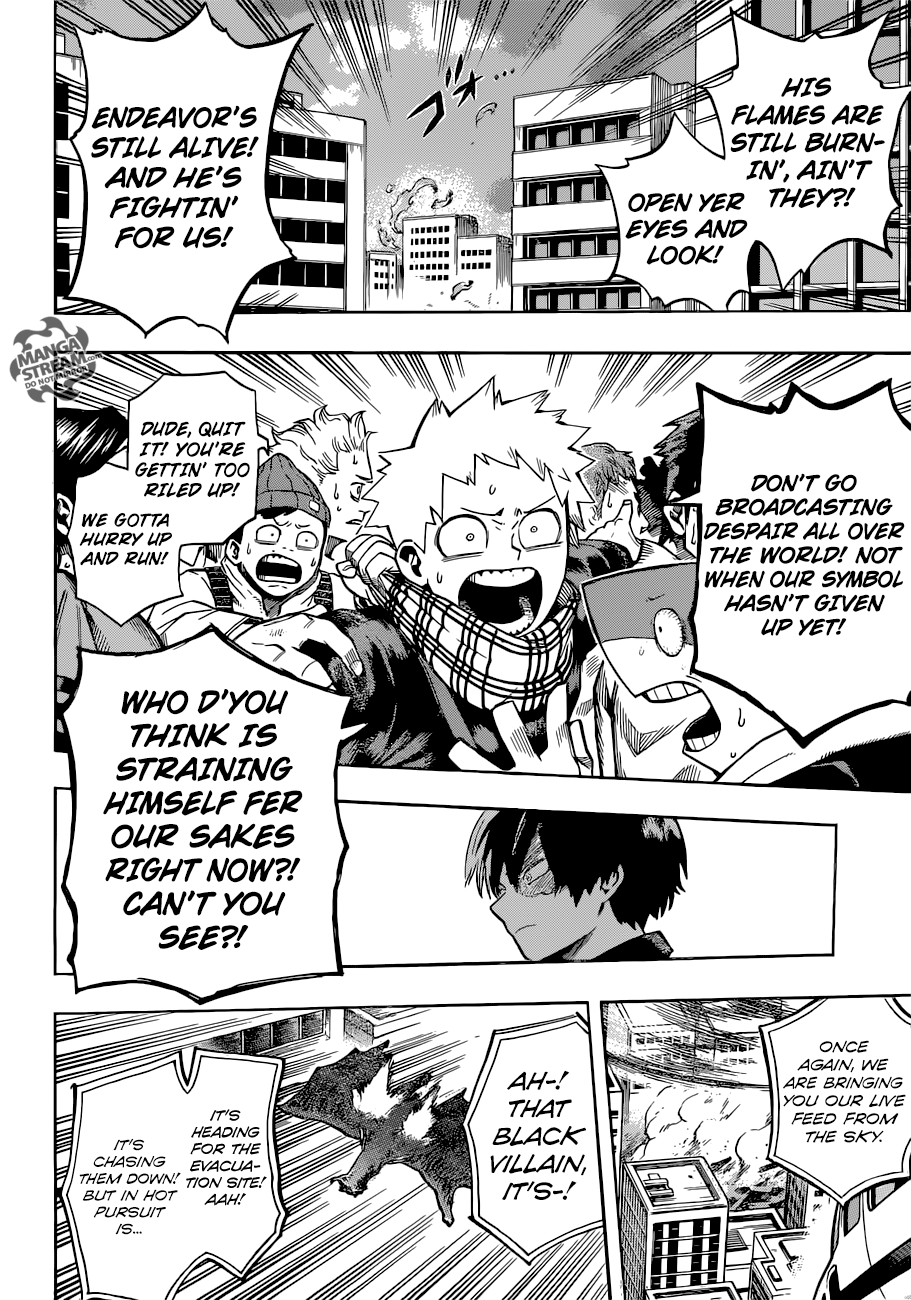 HIS
FLAMES ARE
STILL BURN-
IN', AIN'T
THEY?!
OPEN YER
EYES AND
LOOK!
ブオ…
ENDEAVOR'S
STILL ALIVE!
AND HE'S
FIGHTIN'
FOR US!
MANGA
STREAM.com
DO NOT MIRROR
DON'T GO
BROADCASTING
DESPAIR ALL OVER
THE WORLD! NOT
WHEN OUR SYMBOL
HASN'T GIVEN
UP YET!
DUDE, QUIT
IT! YOU'RE
GETTIN' TOO
RILED UP!
WE GOTTA
HURRY UP
AND RUN!
WHO D'YOU
THINK IS
STRAINING
HIMSELF FER
OUR SAKES
RIGHT NOW?!
CAN'T YOU
SEE?!
ONCE
AGAIN, WE
ARE BRINGING
YOU OUR LIVE
FEED FROM
THE SKY.
AH-!
THAT
BLACK
VILLAIN,
IT'S-!
IT'S
HEADING
FOR THE
EVACUA-
TION SITE!
AAH!
IT'S
CHASING
THEM DOWN!
BUT IN HOT
PURSUIT
IS...